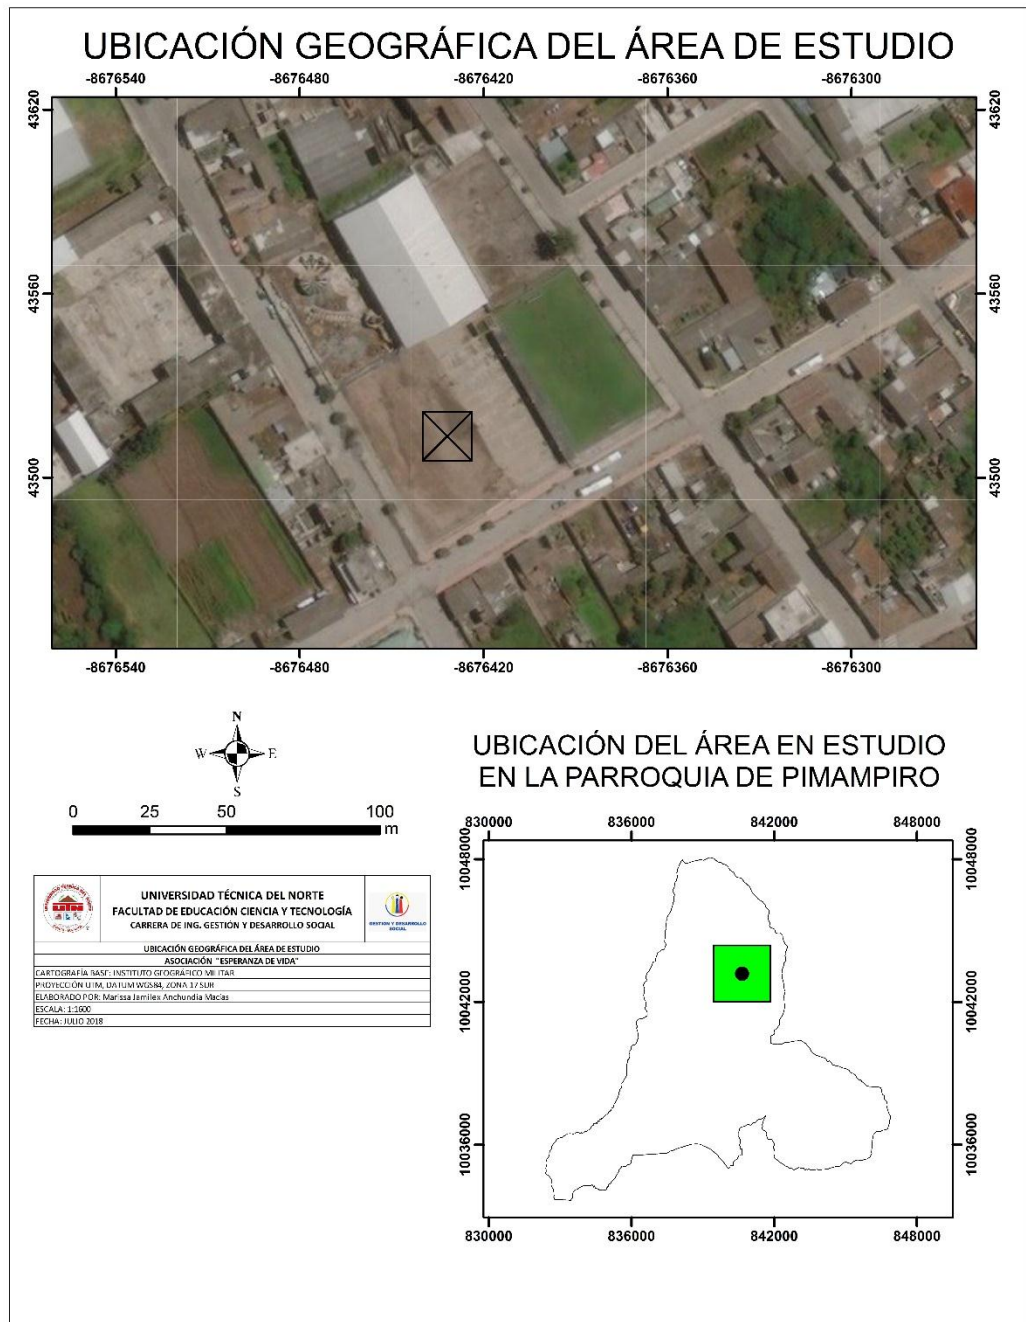 UBICACIÓN GEOGRÁFICA DEL ÁREA DE ESTUDIO
-8676540 -8676480 -8676420 -8676360 -8676300
43620 43620
43560 43560
43500 43500
-8676540 -8676480 -8676420 -8676360 -8676300
N
W E
S
0 25 50 100
m
UBICACIÓN DEL ÁREA EN ESTUDIO
EN LA PARROQUIA DE PIMAMPIRO
830000 836000 842000 848000
10048000 10048000
10042000 10042000
10036000 10036000
830000 836000 842000 848000
UTN
UNIVERSIDAD TÉCNICA DEL NORTE
FACULTAD DE EDUCACIÓN CIENCIA Y TECNOLOGÍA
CARRERA DE ING. GESTIÓN Y DESARROLLO SOCIAL
GESTIÓN Y DESARROLLO
SOCIAL
UBICACIÓN GEOGRÁFICA DEL ÁREA DE ESTUDIO
ASOCIACIÓN "ESPERANZA DE VIDA"
CARTOGRAFÍA BASE: INSTITUTO GEOGRÁFICO MILITAR
PROYECCIÓN UTM, DATUM WGS84, ZONA 17 SUR
ELABORADO POR: Marissa Jamilex Anchundia Macías
ESCALA: 1:1600
FECHA: JULIO 2018